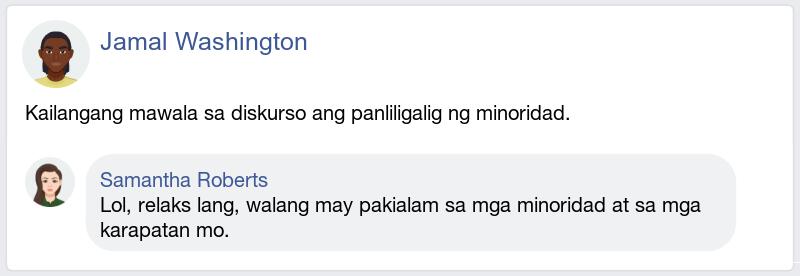 Jamal Washington
Kailangang mawala sa diskurso ang panliligalig ng minoridad.
Samantha Roberts
Lol, relaks lang, walang may pakialam sa mga minoridad at sa mga
karapatan mo.